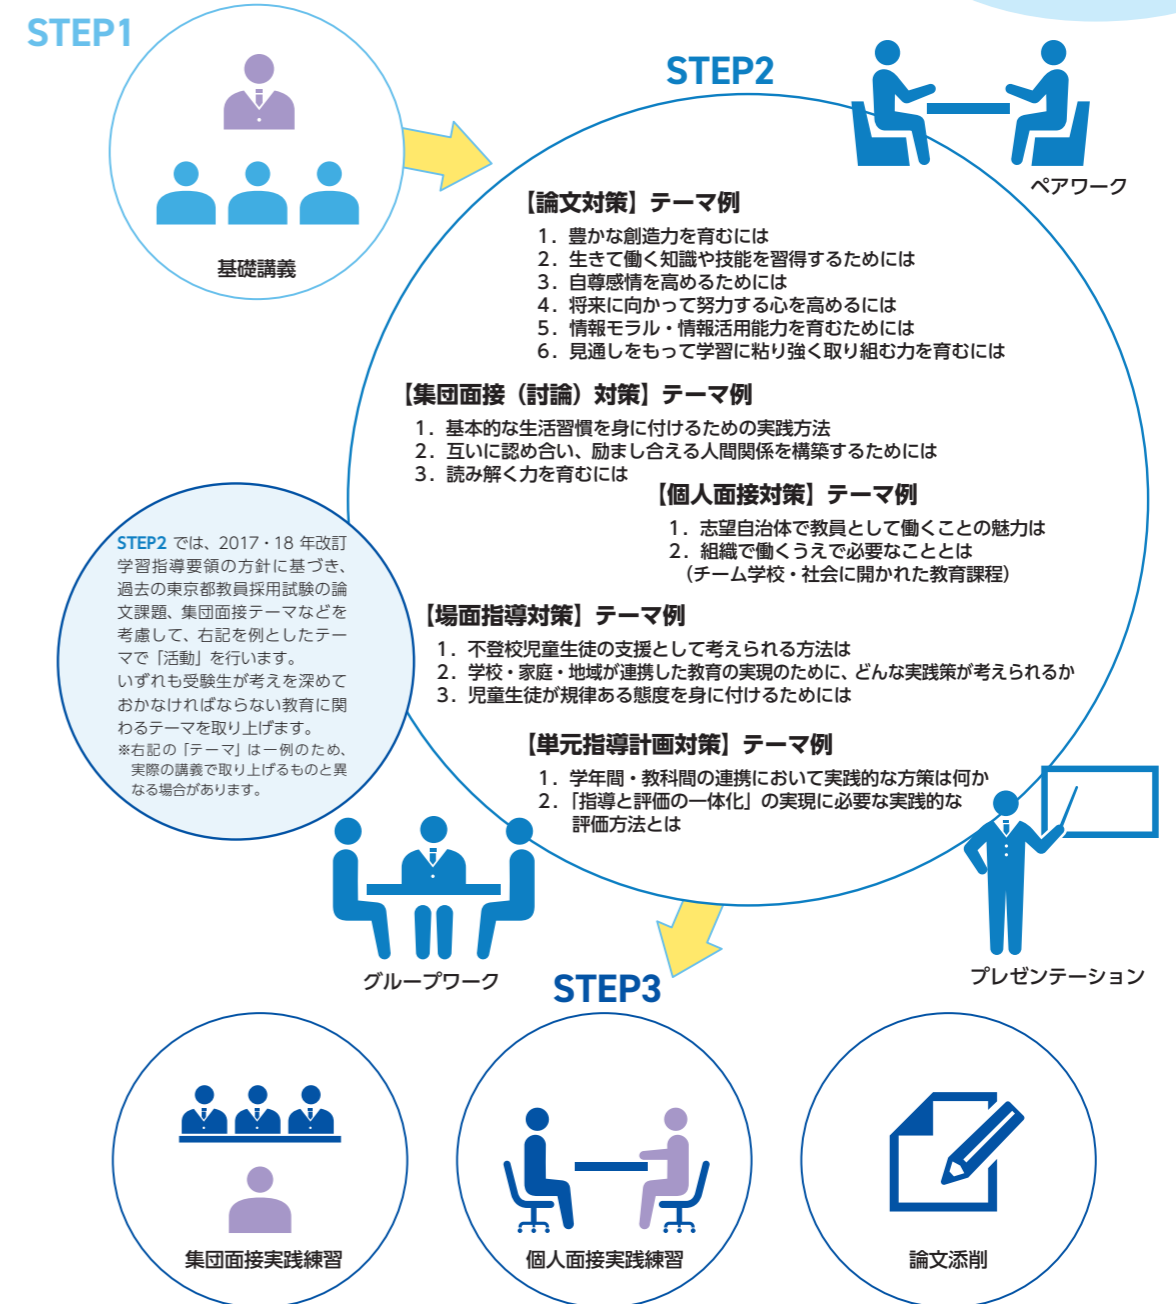 STEP1
基礎講義
STEP2
ペアワーク
【論文対策】テーマ例
1．豊かな創造力を育むには
2．生きて働く知識や技能を習得するためには
3．自尊感情を高めるためには
4．将来に向かって努力する心を高めるには
5．情報モラル・情報活用能力を育むためには
6．見通しをもって学習に粘り強く取り組む力を育むには
【集団面接（討論）対策】テーマ例
1．基本的な生活習慣を身に付けるための実践方法
2．互いに認め合い、励まし合える人間関係を構築するためには
3．読み解く力を育むには
【個人面接対策】テーマ例
1．志望自治体で教員として働くことの魅力は
2．組織で働くうえで必要なこととは
（チーム学校・社会に開かれた教育課程）
【場面指導対策】テーマ例
1．不登校児童生徒の支援として考えられる方法は
2．学校・家庭・地域が連携した教育の実現のために、どんな実践策が考えられるか
3．児童生徒が規律ある態度を身に付けるためには
【単元指導計画対策】テーマ例
1．学年間・教科間の連携において実践的な方策は何か
2．「指導と評価の一体化」の実現に必要な実践的な
評価方法とは
STEP2 では、2017・18 年改訂
学習指導要領の方針に基づき、
過去の東京都教員採用試験の論
文課題、集団面接テーマなどを
考慮して、右記を例としたテー
マで「活動」を行います。
いずれも受験生が考えを深めて
おかなければならない教育に関
わるテーマを取り上げます。
※右記の「テーマ」は一例のため、
実際の講義で取り上げるものと異
なる場合があります。
グループワーク
プレゼンテーション
STEP3
集団面接実践練習
個人面接実践練習
論文添削